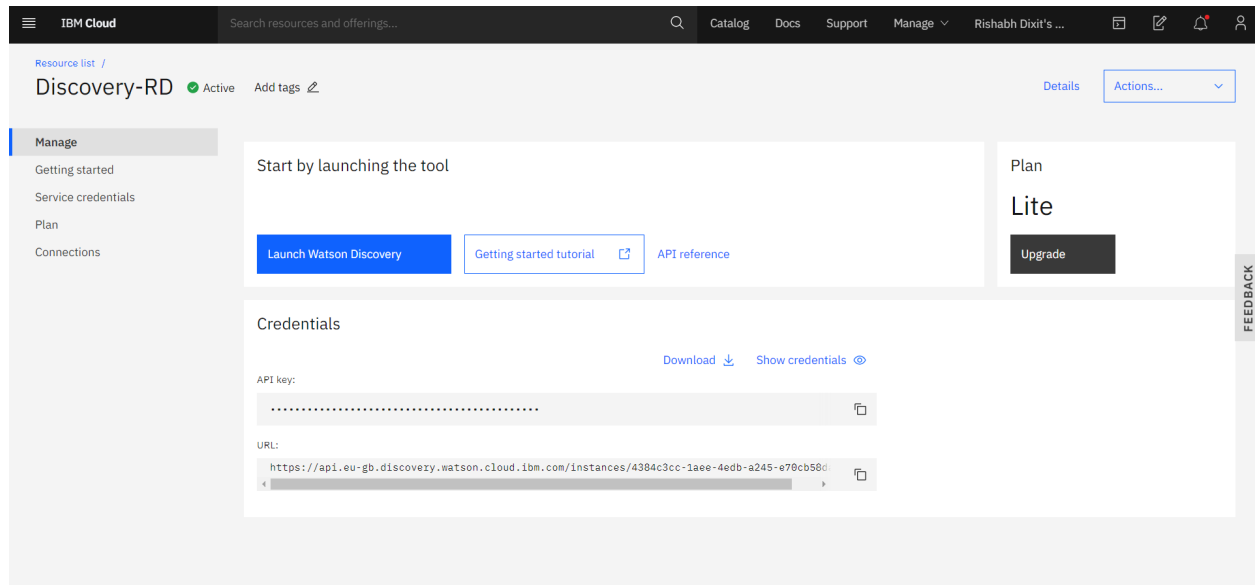 IBM Cloud
Search resources and offerings...
Catalog
Docs
Support
Manage
Rishabh Dixit's ...
Resource list /
Discovery-RD
Active
Add tags
Details
Actions...
Manage
Getting started
Service credentials
Plan
Connections
Start by launching the tool
Launch Watson Discovery
Getting started tutorial
API reference
Plan
Lite
Upgrade
FEEDBACK
Credentials
Download
Show credentials
API key:
••••••••••••••••••••••••••••••••••••••••••••
URL:
https://api.eu-gb.discovery.watson.cloud.ibm.com/instances/4384c3cc-1aee-4edb-a245-e70cb58d